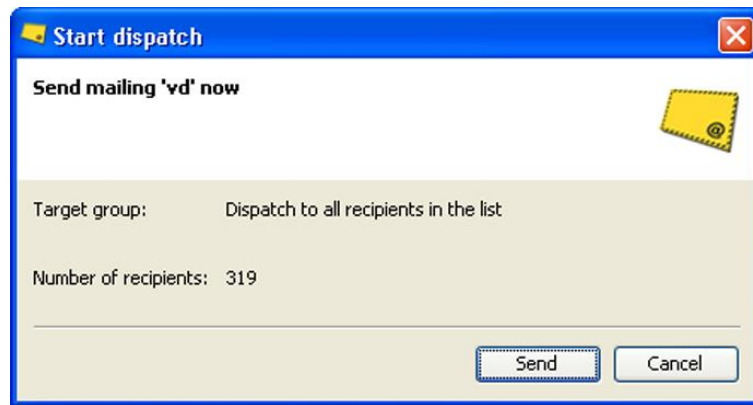 Start dispatch
Send mailing 'vd' now
@
Target group: Dispatch to all recipients in the list
Number of recipients: 319
Send Cancel